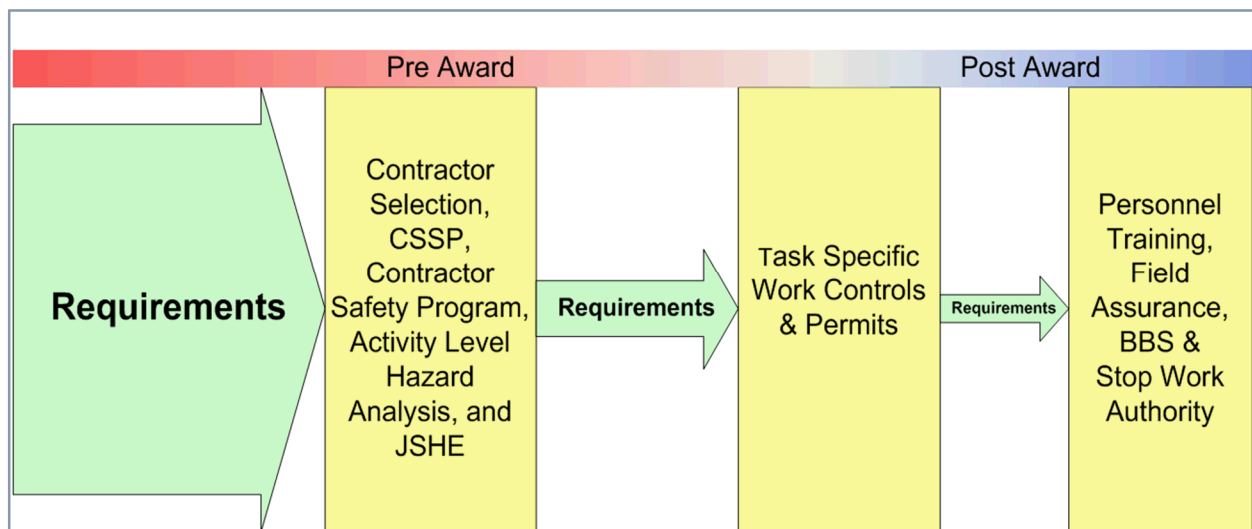 Pre Award
Post Award
Requirements
Contractor
Selection,
CSSP,
Contractor
Safety Program,
Activity Level
Hazard
Analysis, and
JSHE
Requirements
Task Specific
Work Controls
& Permits
Requirements
Personnel
Training,
Field
Assurance,
BBS &
Stop Work
Authority